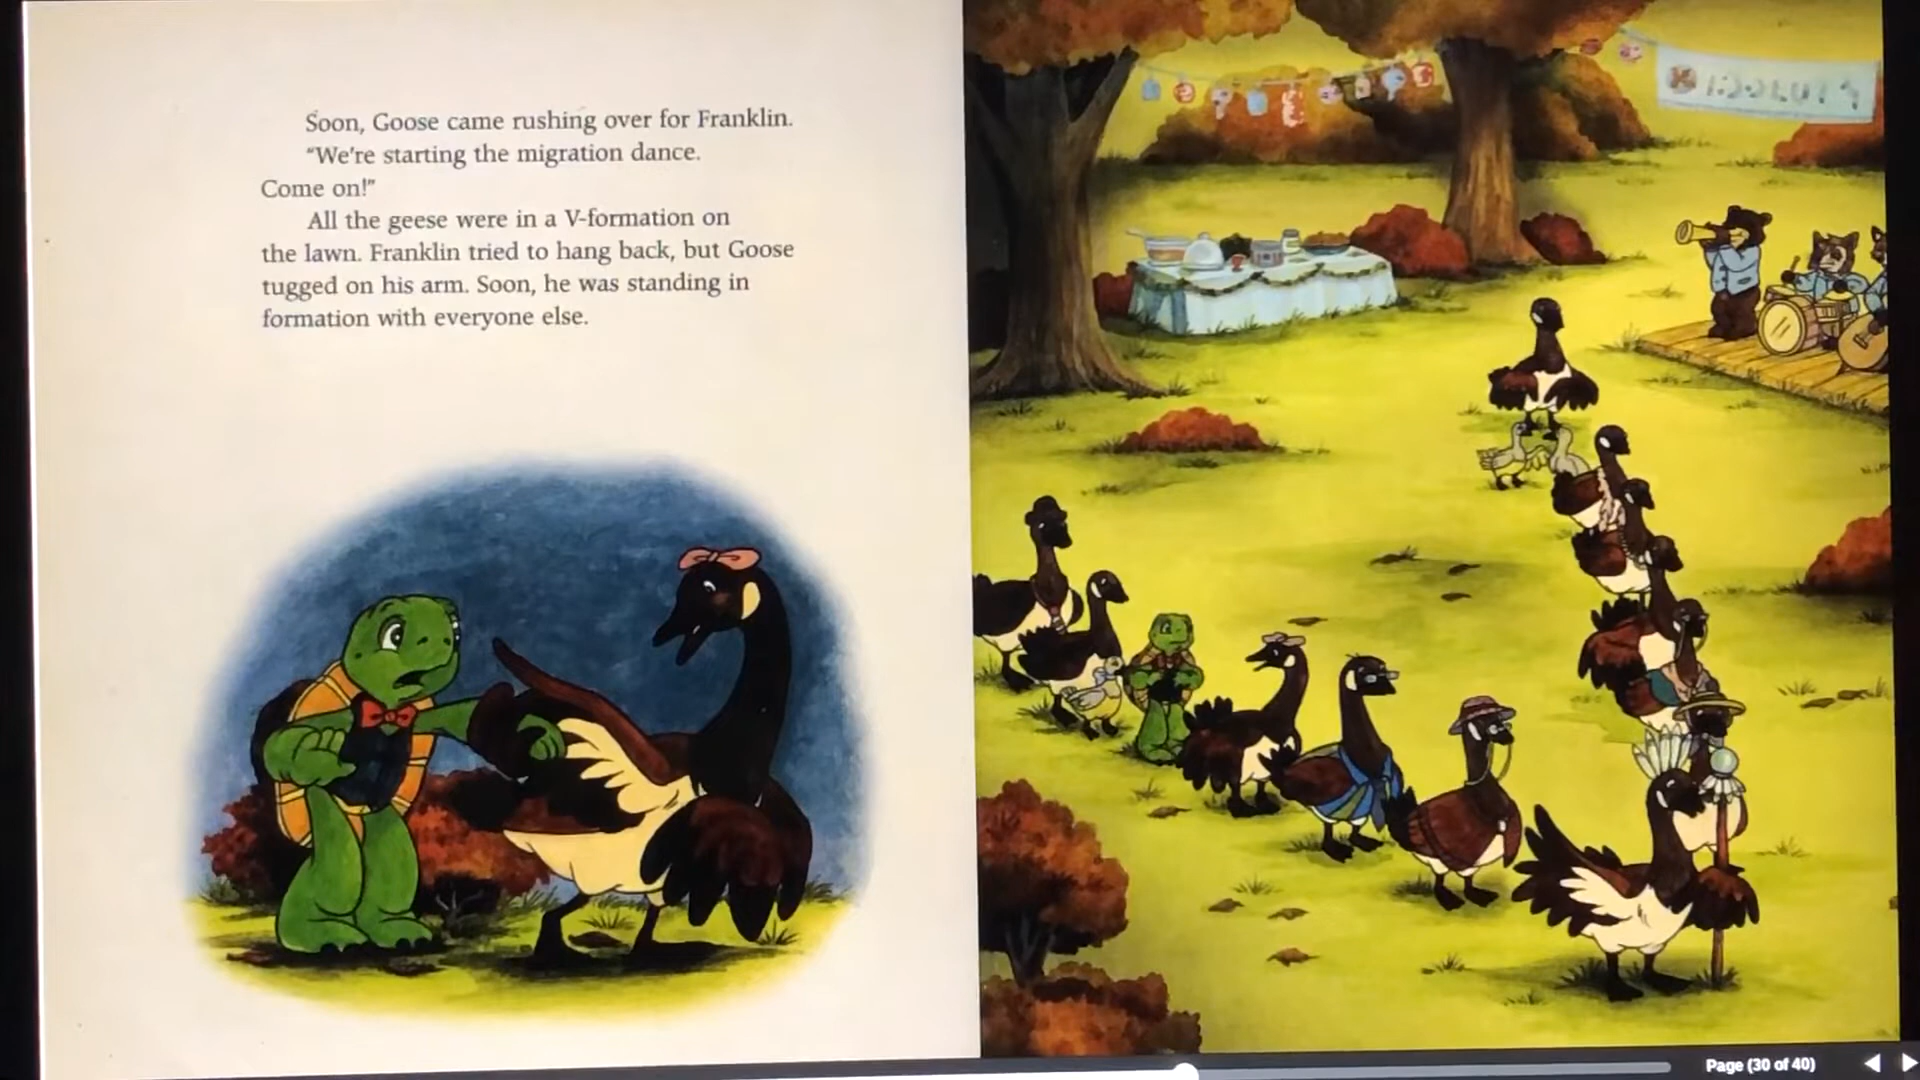 Soon, Goose came rushing over for Franklin.
"We're starting the migration dance.
Come on!"
All the geese were in a V-formation on
the lawn. Franklin tried to hang back, but Goose
tugged on his arm. Soon, he was standing in
formation with everyone else.
Page (30 of 40)